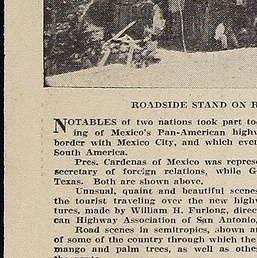 ROADSIDE STAND ON R
NOTABLES of two nations took part to
ing of Mexico's Pan-American highw
border with Mexico City, and which even
South America.
Pres. Cardenas of Mexico was repres
secretary of foreign relations, while G
Texas. Both are shown above.
Unusual, quaint and beautiful scenes
the tourist traveling over the new high
tures, made by William H. Furlong, direc
can Highway Association of San Antonio,
Road scenes in semitropics, shown a
of some of the country through which the
mango and palm trees, as well as othe